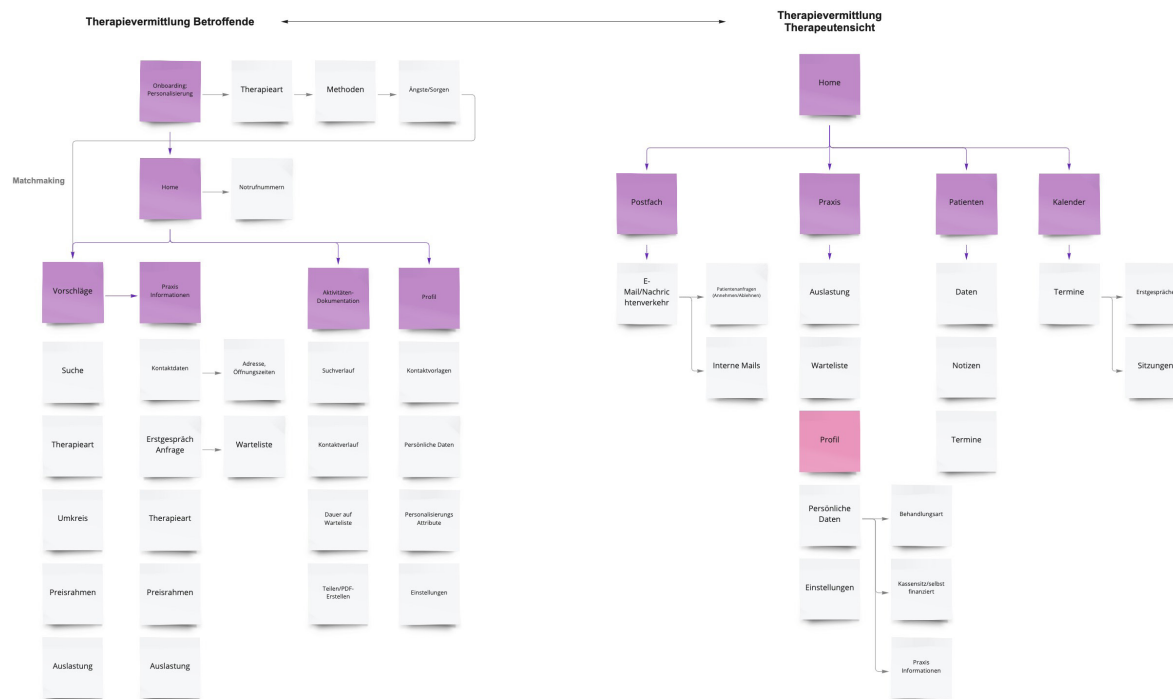 Therapievermittlung Betroffende
Onboarding:
Personalisierung
Therapieart
Methoden
Ängste/Sorgen
Matchmaking
Home
Notrufnummern
Vorschläge
Praxis
Informationen
Aktivitäten-
Dokumentation
Profil
Suche
Kontaktdaten
Adresse,
Öffnungszeiten
Suchverlauf
Kontaktvorlagen
Therapieart
Erstgespräch
Anfrage
Warteliste
Kontaktverlauf
Persönliche Daten
Umkreis
Therapieart
Dauer auf
Warteliste
Personalisierungs
Attribute
Preisrahmen
Preisrahmen
Teilen/PDF-
Erstellen
Einstellungen
Auslastung
Auslastung
Therapievermittlung
Therapeutensicht
Home
Postfach
Praxis
Patienten
Kalender
E-
Mail/Nachric
htenverkehr
Patientenanfragen
(Annehmen/Ablehnen)
Auslastung
Daten
Termine
Erstgespräche
Interne Mails
Warteliste
Notizen
Sitzungen
Profil
Termine
Persönliche
Daten
Behandlungsart
Einstellungen
Kassensitz/selbst
finanziert
Praxis
Informationen